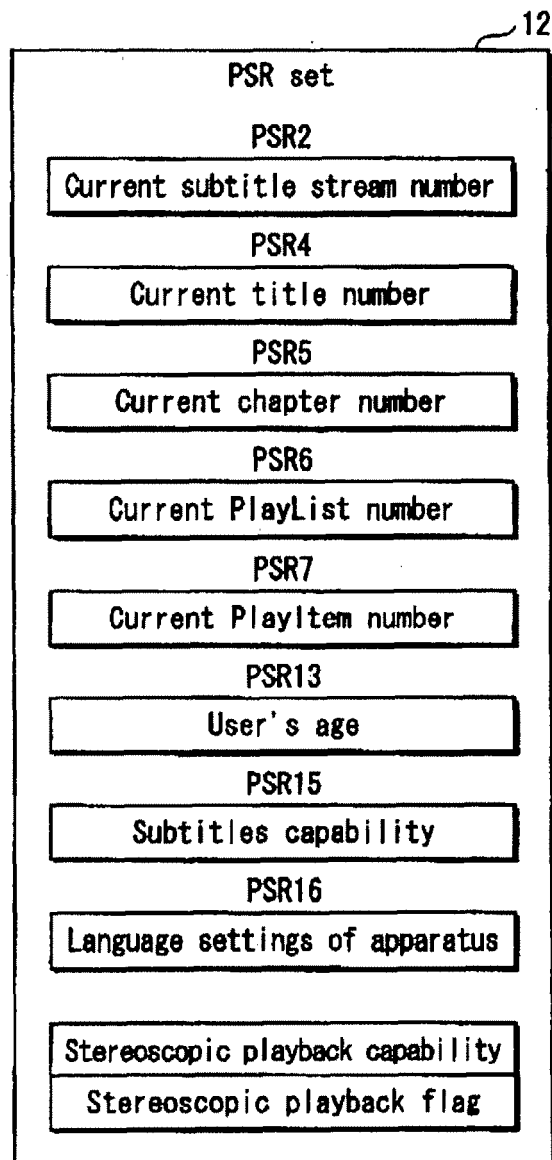 12
PSR set
PSR2
Current subtitle stream number
PSR4
Current title number
PSR5
Current chapter number
PSR6
Current PlayList number
PSR7
Current PlayItem number
PSR13
User's age
PSR15
Subtitles capability
PSR16
Language settings of apparatus
Stereoscopic playback capability
Stereoscopic playback flag